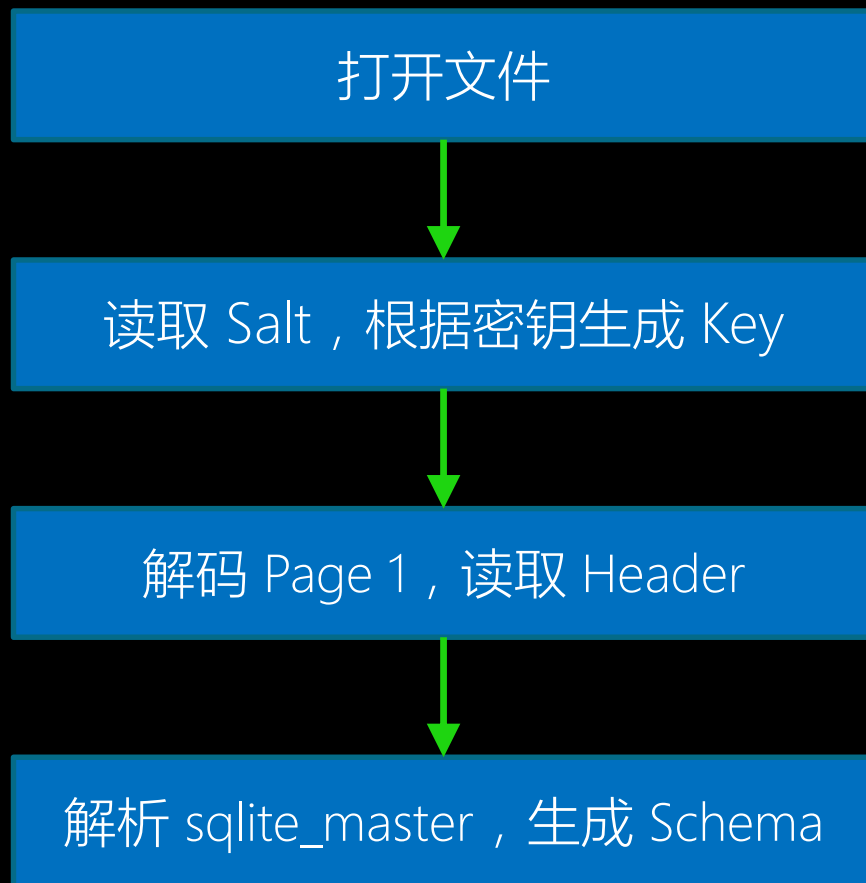 打开文件
读取 Salt，根据密钥生成 Key
解码 Page 1，读取 Header
解析 sqlite_master，生成 Schema